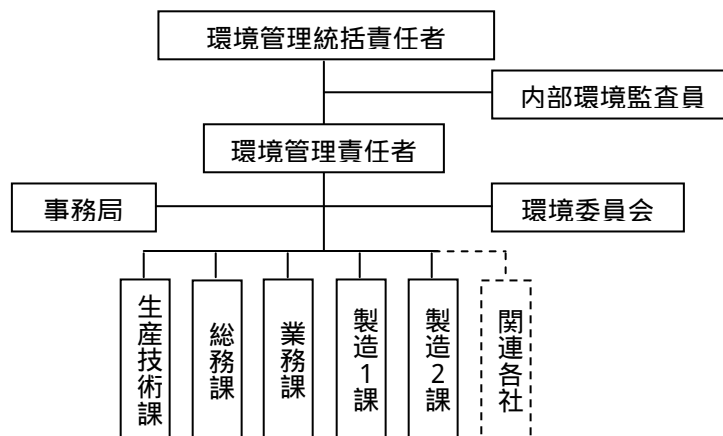 環境管理統括責任者
内部環境監査員
環境管理責任者
事務局
環境委員会
生産技術課
総務課
業務課
製造1課
製造2課
関連各社